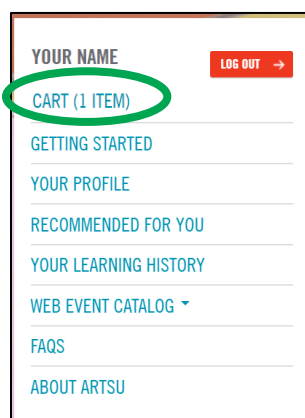 YOUR NAME
LOG OUT →
CART (1 ITEM)
GETTING STARTED
YOUR PROFILE
RECOMMENDED FOR YOU
YOUR LEARNING HISTORY
WEB EVENT CATALOG
FAQS
ABOUT ARTSU